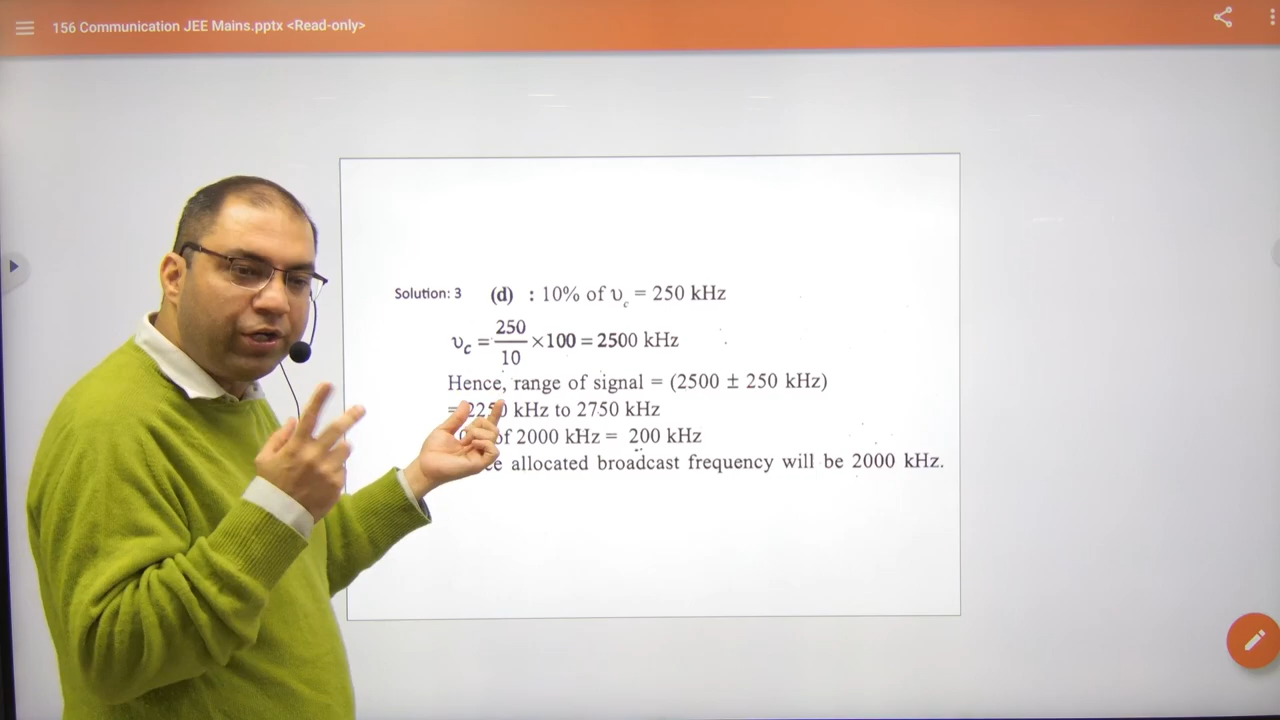 156 Communication JEE Mains.pptx <Read-only>
Solution: 3 (d) : 10% of υc = 250 kHz
υc = 250/10 ×100 = 2500 kHz
Hence, range of signal = (2500 ± 250 kHz)
= 2250 kHz to 2750 kHz
of 2000 kHz = 200 kHz
allocated broadcast frequency will be 2000 kHz.